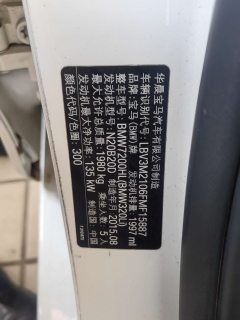 华晨宝马汽车有限公司制造
车辆识别代号: LBV3M2106FMF15887
品牌: 宝马 (BMW) 牌 发动机排量: 1997 ml
整车型号: BMW7200HL(BMW320Li)
发动机型号: N20B20D 制造年月: 2015,08
最大允许总质量: 1980 kg 乘坐人数: 5 人
发动机最大净功率: 135 kW 制造国: 中国
颜色代码/色圈: 300